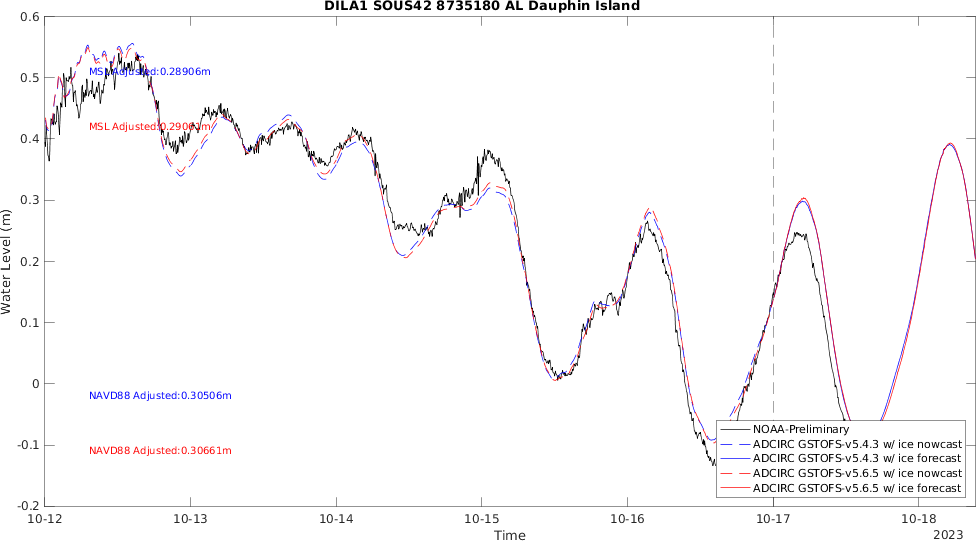 DILA1 SOUS42 8735180 AL Dauphin Island
0.6
0.5
0.4
0.3
0.2
0.1
0
-0.1
-0.2
Water Level (m)
MSL Adjusted:0.28906m
MSL Adjusted:
NAVD88 Adjusted:0.30506m
NAVD88 Adjusted:0.30661m
NOAA-Preliminary
ADCIRC GSTOFS-v5.4.3 w/ ice nowcast
ADCIRC GSTOFS-v5.4.3 w/ ice forecast
ADCIRC GSTOFS-v5.6.5 w/ ice nowcast
ADCIRC GSTOFS-v5.6.5 w/ ice forecast
10-12 10-13 10-14 10-15 10-16 10-17 10-18
Time
2023